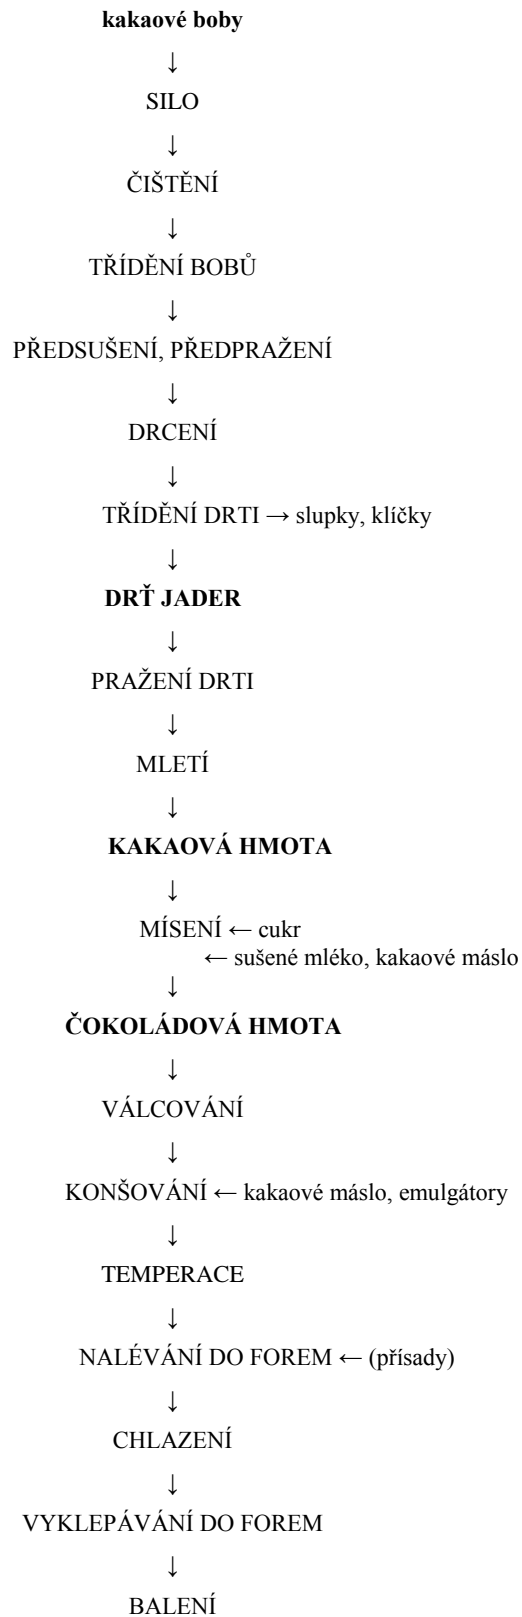 kakaové boby
↓
SILO
↓
ČIŠTĚNÍ
↓
TŘÍDĚNÍ BOBŮ
↓
PŘEDSUŠENÍ, PŘEDPRAŽENÍ
↓
DRCENÍ
↓
TŘÍDĚNÍ DRTI → slupky, klíčky
↓
DRŤ JADER
↓
PRAŽENÍ DRTI
↓
MLETÍ
↓
KAKAOVÁ HMOTA
↓
MÍSENÍ ← cukr
← sušené mléko, kakaové máslo
↓
ČOKOLÁDOVÁ HMOTA
↓
VÁLCOVÁNÍ
↓
KONŠOVÁNÍ ← kakaové máslo, emulgátory
↓
TEMPERACE
↓
NALÉVÁNÍ DO FOREM ← (přísady)
↓
CHLAZENÍ
↓
VYKLEPÁVÁNÍ DO FOREM
↓
BALENÍ